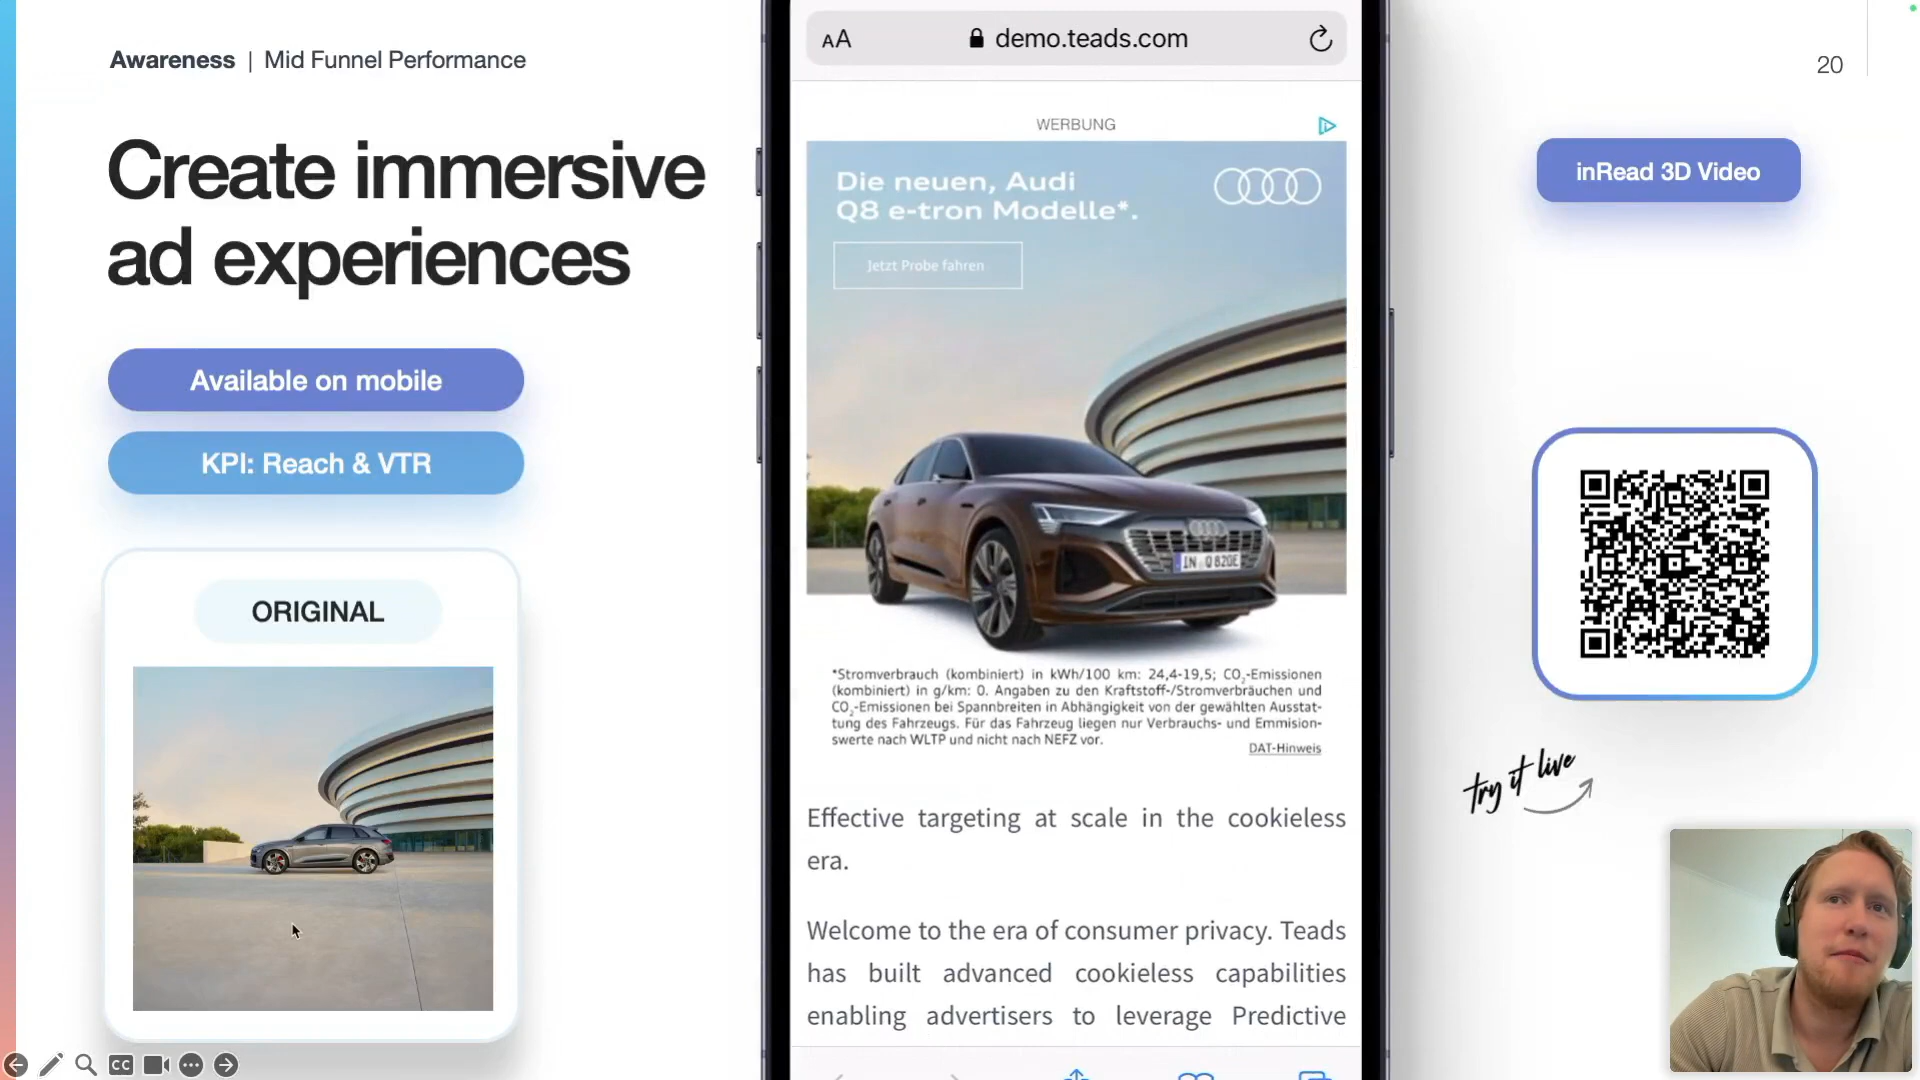 Awareness | Mid Funnel Performance
20
Create immersive
ad experiences
Available on mobile
KPI: Reach & VTR
ORIGINAL
AA
demo.teads.com
WERBUNG
Die neuen, Audi
Q8 e-tron Modelle*.
Jetzt Probe fahren
IN Q 820E
*Stromverbrauch (kombiniert) in kWh/100 km: 24,4-19,5; CO₂-Emissionen
(kombiniert) in g/km: 0. Angaben zu den Kraftstoff-/Stromverbräuchen und
CO₂-Emissionen bei Spannbreiten in Abhängigkeit von der gewählten Ausstat-
tung des Fahrzeugs. Für das Fahrzeug liegen nur Verbrauchs- und Emmision-
swerte nach WLTP und nicht nach NEFZ vor.
DAT-Hinweis
Effective targeting at scale in the cookieless
era.
Welcome to the era of consumer privacy. Teads
has built advanced cookieless capabilities
enabling advertisers to leverage Predictive
inRead 3D Video
try it live
CC